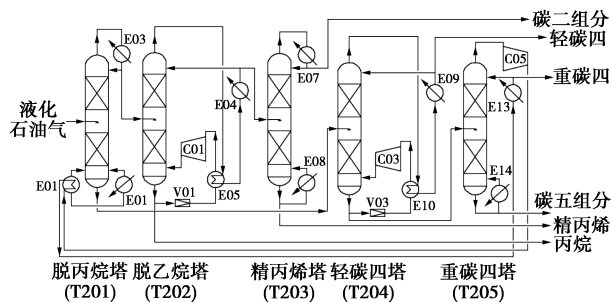 碳二组分
轻碳四
E03
C05
E07
E09
重碳四
E04
E13
液化
石油气
C01
C03
E08
E14
E01
E01
V01
E05
V03
E10
碳五组分
精丙烯
丙烷
脱丙烷塔
(T201)
脱乙烷塔
(T202)
精丙烯塔
(T203)
轻碳四塔
(T204)
重碳四塔
(T205)